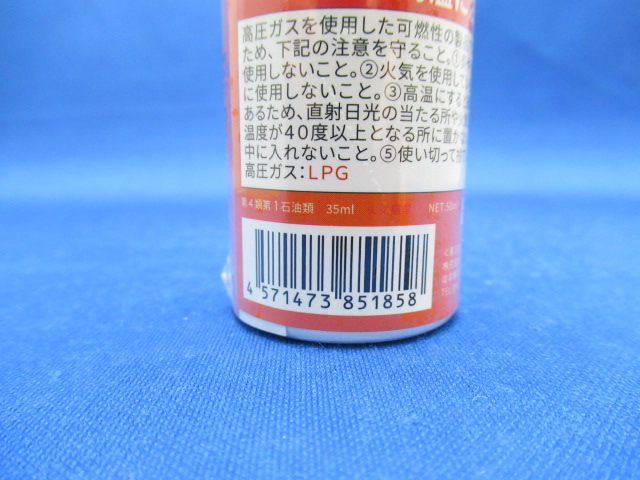 高圧ガスを使用した可燃性の製
ため、下記の注意を守ること。①
使用しないこと。②火気を使用して
に使用しないこと。③高温にする
あるため、直射日光の当たる所や
温度が40度以上となる所に置か
中に入れないこと。⑤使い切って
高圧ガス:LPG
第4類第1石油類 35ml NET.50ml
4 571473 851858